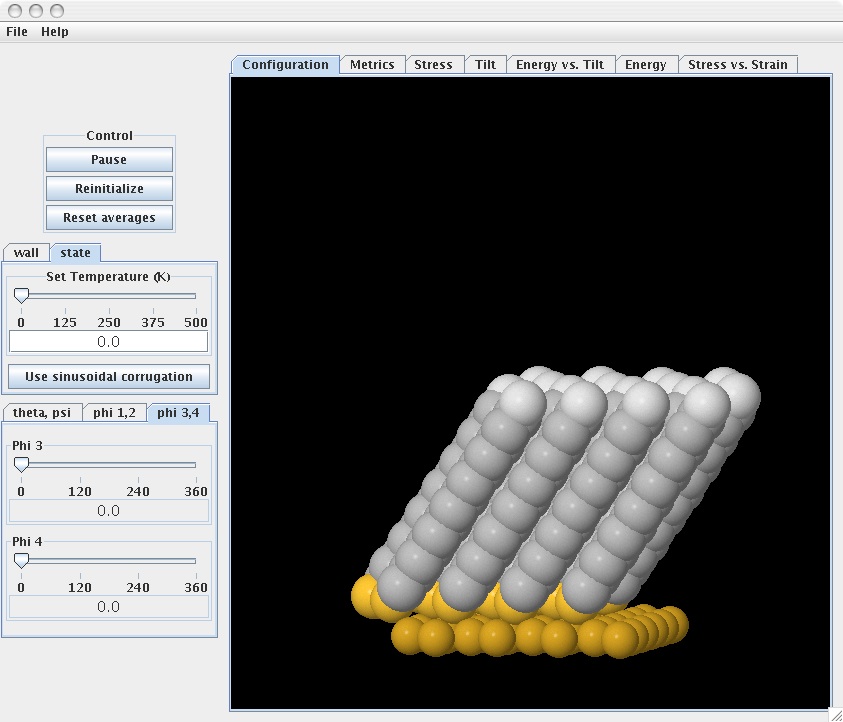 File Help
Configuration Metrics Stress Tilt Energy vs. Tilt Energy Stress vs. Strain
Control
Pause
Reinitialize
Reset averages
wall state
Set Temperature (K)
0 125 250 375 500
0.0
Use sinusoidal corrugation
theta, psi phi 1,2 phi 3,4
Phi 3
0 120 240 360
0.0
Phi 4
0 120 240 360
0.0